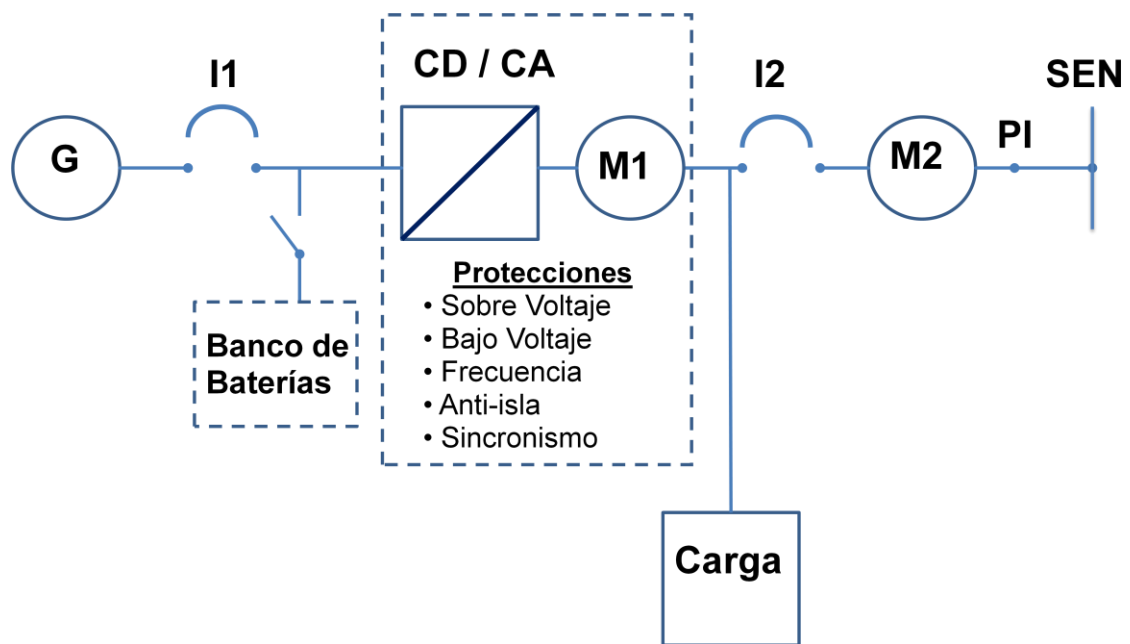 CD / CA
I1
I2
SEN
G
M1
M2
PI
Protecciones
• Sobre Voltaje
• Bajo Voltaje
• Frecuencia
• Anti-isla
• Sincronismo
Banco de
Baterías
Carga